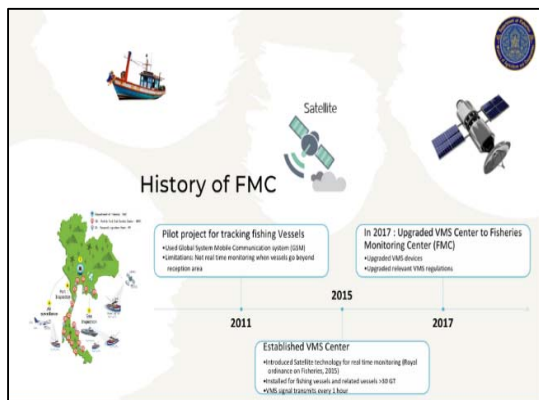 Satellite
History of FMC
Pilot project for tracking fishing Vessels
•Used Global System Mobile Communication system (GSM)
•Limitations: Not real time monitoring when vessels go beyond
reception area
In 2017 : Upgraded VMS Center to Fisheries
Monitoring Center (FMC)
•Upgraded VMS devices
•Upgraded relevant VMS regulations
2011
2015
2017
Established VMS Center
•Introduced Satellite technology for real time monitoring (Royal
ordinance on Fisheries, 2015)
•Installed for fishing vessels and related vessels >30 GT
•VMS signal transmits every 1 hour